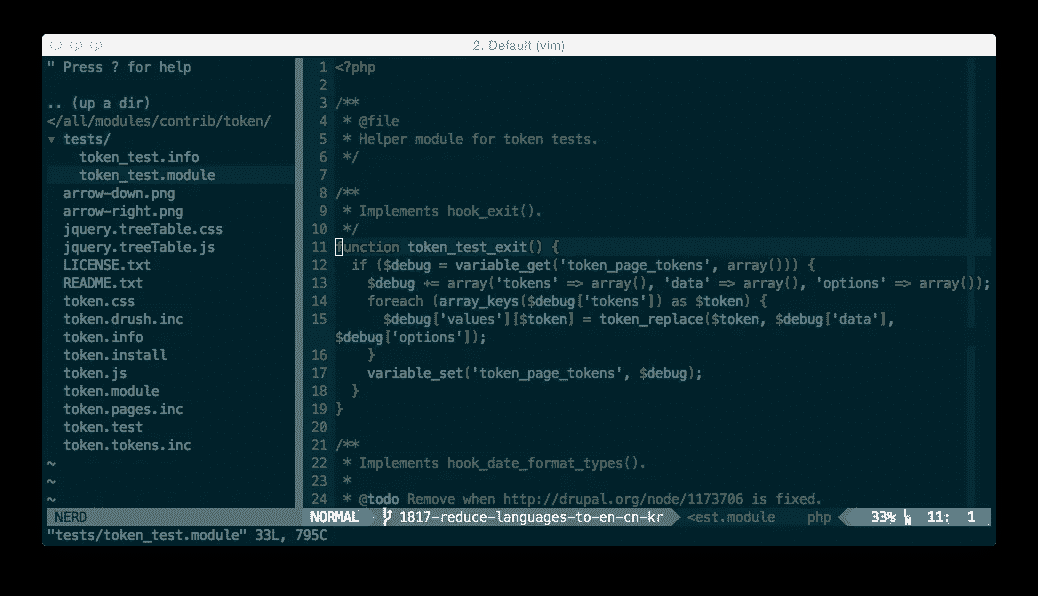 2. Default (vim)
" Press ? for help
.. (up a dir)
</all/modules/contrib/token/
▾ tests/
token_test.info
token_test.module
arrow-down.png
arrow-right.png
jquery.treeTable.css
jquery.treeTable.js
LICENSE.txt
README.txt
token.css
token.drush.inc
token.info
token.install
token.js
token.module
token.pages.inc
token.test
token.tokens.inc
~
~
~
NERD
1 <?php
2
3 /**
4  * @file
5  * Helper module for token tests.
6  */
7
8 /**
9  * Implements hook_exit().
10  */
11 function token_test_exit() {
12   if ($debug = variable_get('token_page_tokens', array())) {
13     $debug += array('tokens' => array(), 'data' => array(), 'options' => array());
14     foreach (array_keys($debug['tokens']) as $token) {
15       $debug['values'][$token] = token_replace($token, $debug['data'],
$debug['options']);
16     }
17     variable_set('token_page_tokens', $debug);
18   }
19 }
20
21 /**
22  * Implements hook_date_format_types().
23  *
24  * @todo Remove when http://drupal.org/node/1173706 is fixed.
NORMAL 1817-reduce-languages-to-en-cn-kr <est.module php 33% 11: 1
"tests/token_test.module" 33L, 795C